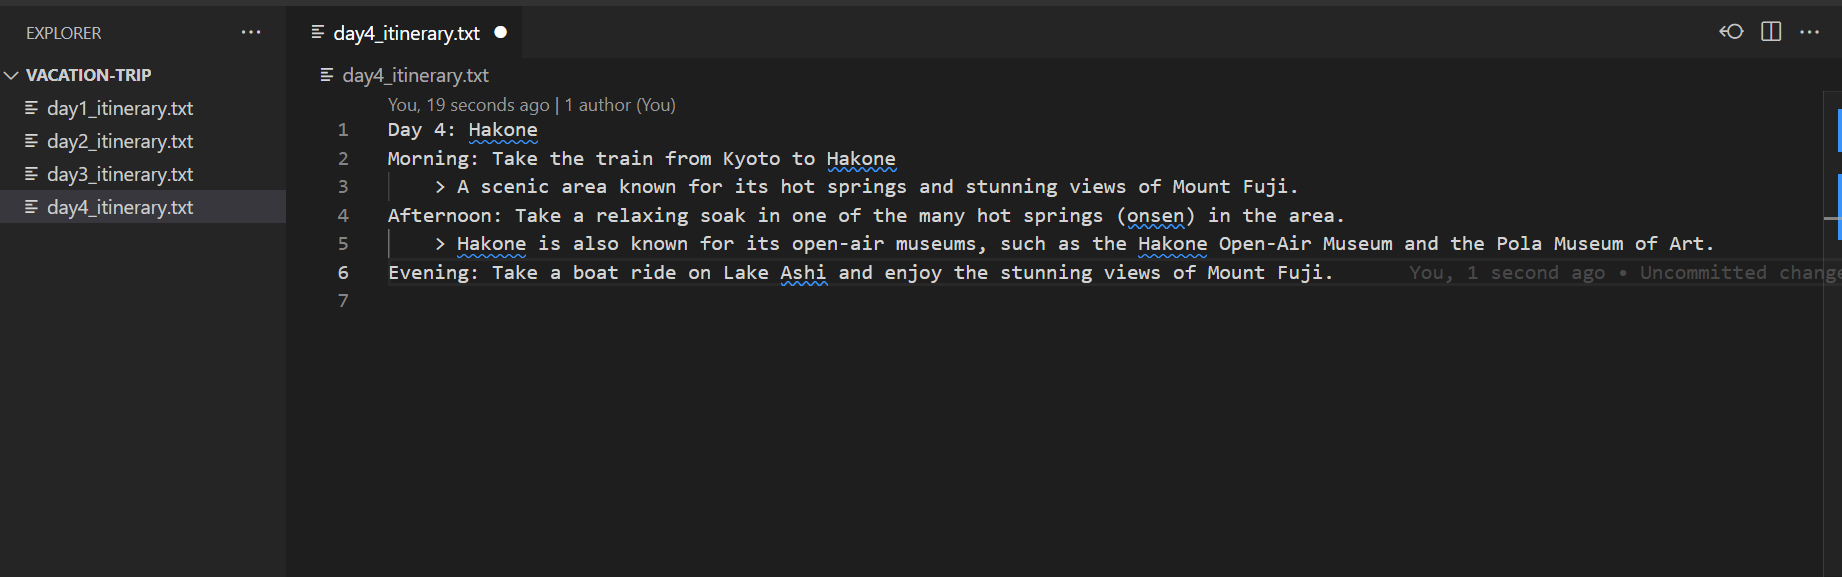 EXPLORER
VACATION-TRIP
day1_itinerary.txt
day2_itinerary.txt
day3_itinerary.txt
day4_itinerary.txt
day4_itinerary.txt
day4_itinerary.txt
You, 19 seconds ago | 1 author (You)
1 Day 4: Hakone
2 Morning: Take the train from Kyoto to Hakone
3 > A scenic area known for its hot springs and stunning views of Mount Fuji.
4 Afternoon: Take a relaxing soak in one of the many hot springs (onsen) in the area.
5 > Hakone is also known for its open-air museums, such as the Hakone Open-Air Museum and the Pola Museum of Art.
6 Evening: Take a boat ride on Lake Ashi and enjoy the stunning views of Mount Fuji. You, 1 second ago • Uncommitted change
7